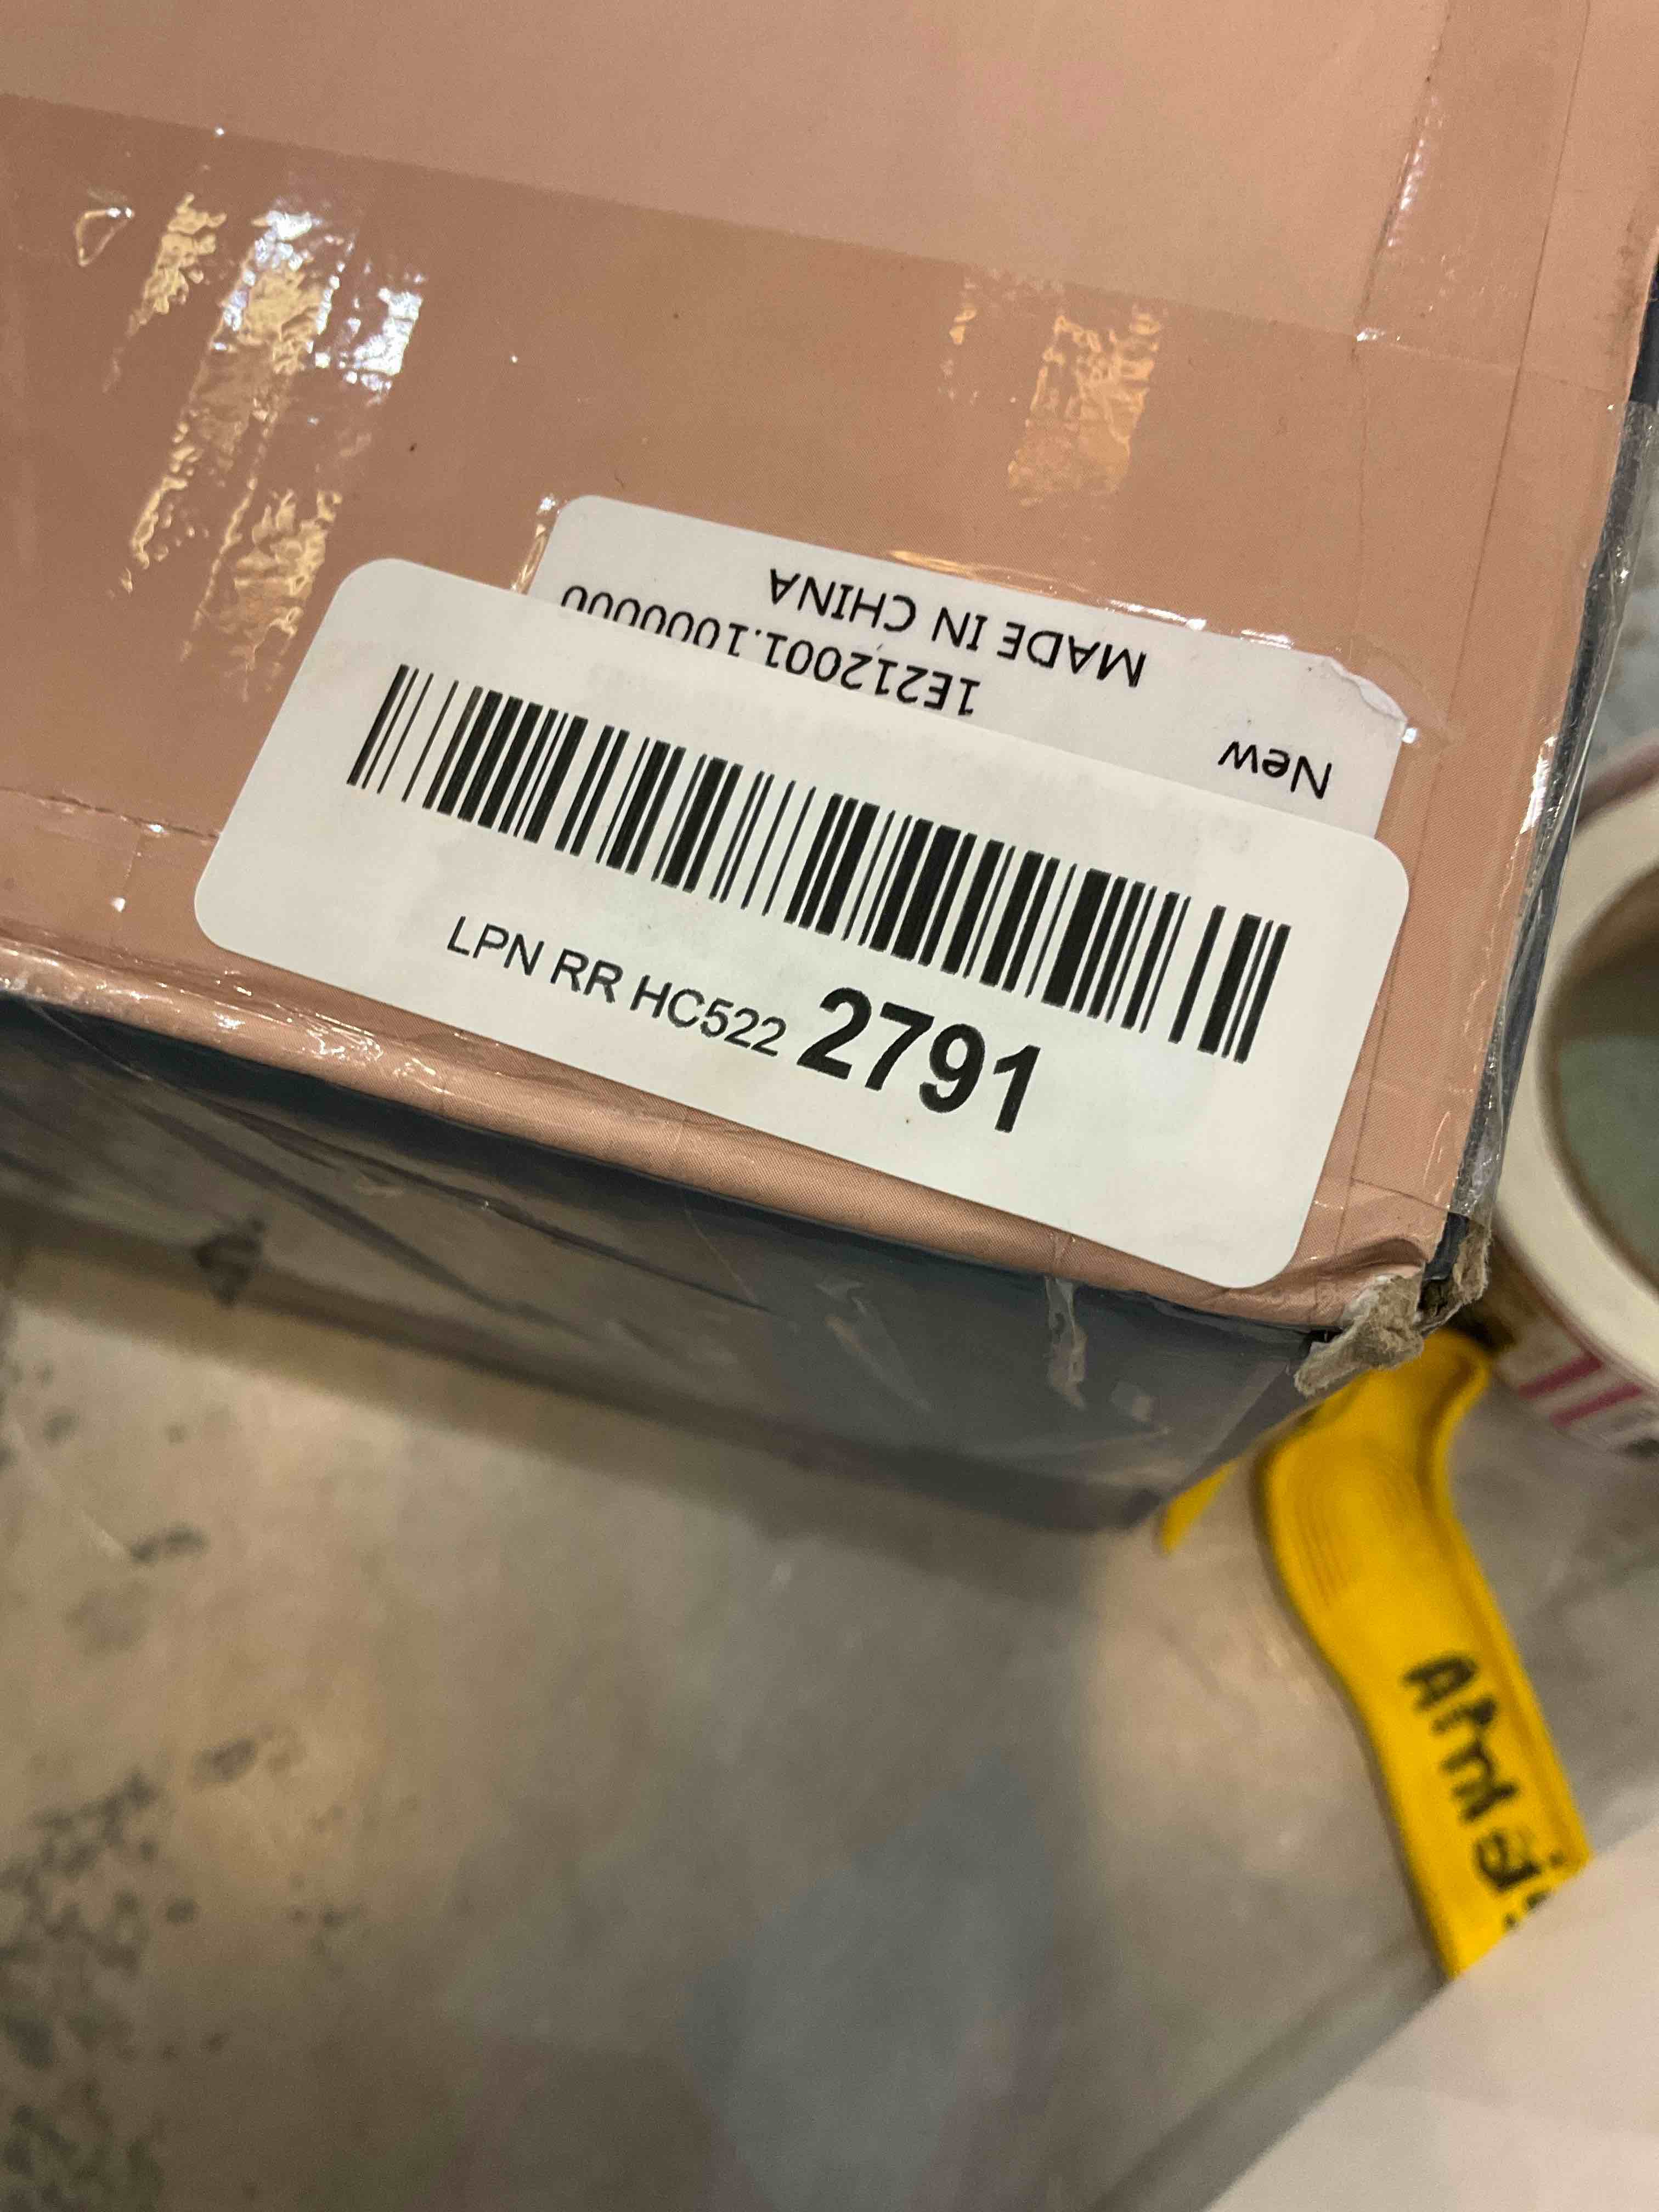 LPN RR HC522 2791
New
1E212001.1000000
MADE IN CHINA